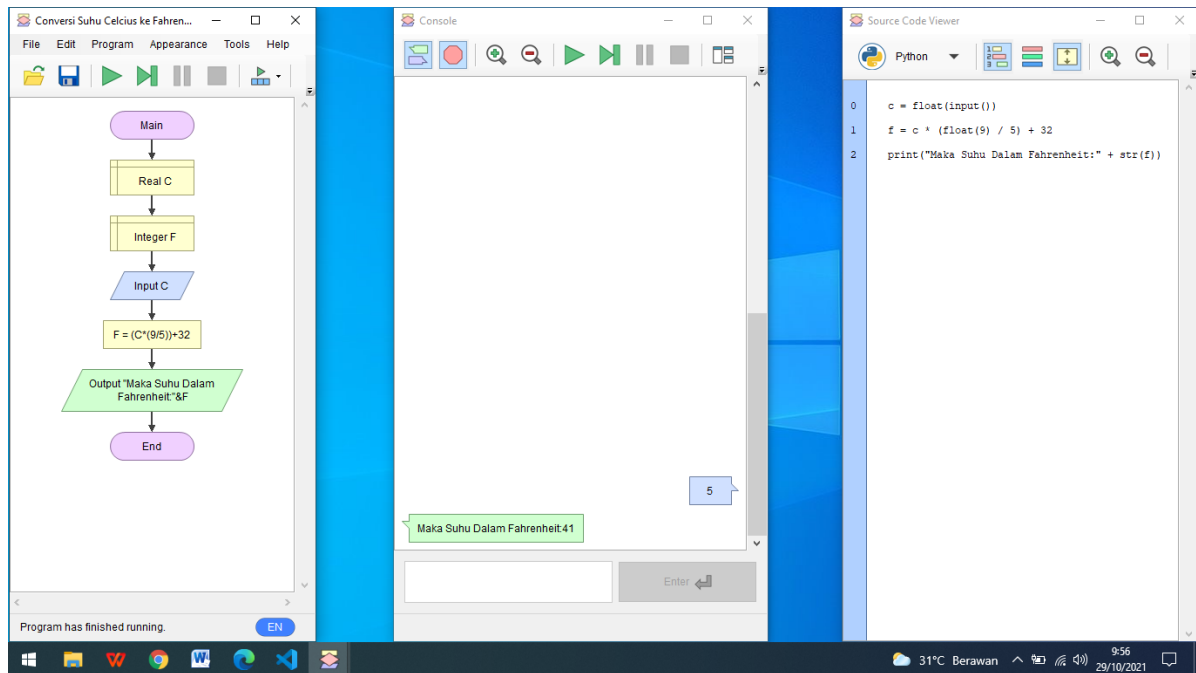 Conversi Suhu Celcius ke Fahren...
File Edit Program Appearance Tools Help
Main
Real C
Integer F
Input C
F = (C*(9/5))+32
Output "Maka Suhu Dalam
Fahrenheit:"&F
End
Program has finished running.
EN
Console
5
Maka Suhu Dalam Fahrenheit:41
Enter
Source Code Viewer
Python
1
2
3
0 c = float(input())
1 f = c * (float(9) / 5) + 32
2 print("Maka Suhu Dalam Fahrenheit:" + str(f))
W
31°C Berawan
9:56
29/10/2021